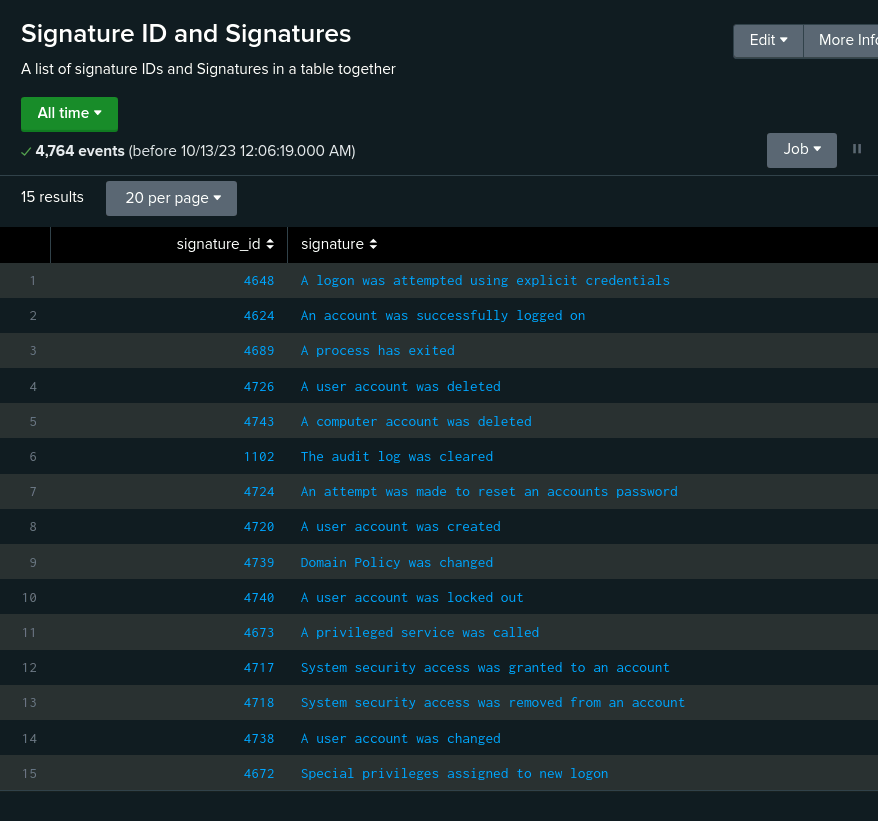 Signature ID and Signatures
Edit More Info
A list of signature IDs and Signatures in a table together
All time
4,764 events (before 10/13/23 12:06:19.000 AM)
Job
15 results 20 per page
signature_id signature
1 4648 A logon was attempted using explicit credentials
2 4624 An account was successfully logged on
3 4689 A process has exited
4 4726 A user account was deleted
5 4743 A computer account was deleted
6 1102 The audit log was cleared
7 4724 An attempt was made to reset an accounts password
8 4720 A user account was created
9 4739 Domain Policy was changed
10 4740 A user account was locked out
11 4673 A privileged service was called
12 4717 System security access was granted to an account
13 4718 System security access was removed from an account
14 4738 A user account was changed
15 4672 Special privileges assigned to new logon